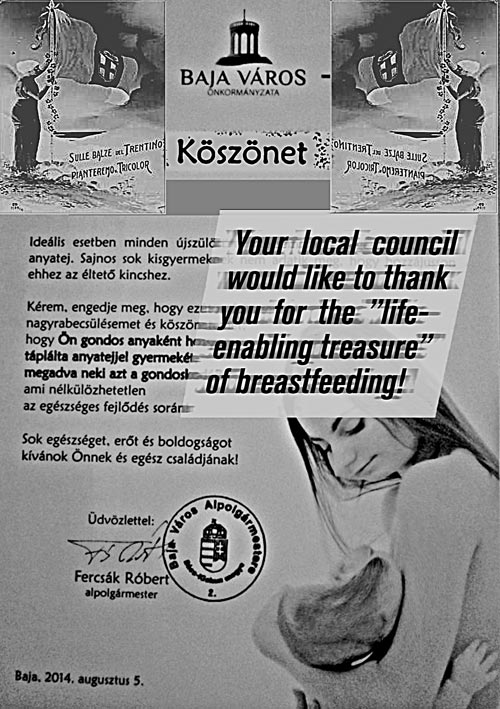 BAJA VÁROS
ÖNKORMÁNYZATA
Köszönet
SULLE BALZE DEL TRENTINO
PIANTEREMO IL TRICOLOR
SULLE BALZE DEL TRENTINO
PIANTEREMO IL TRICOLOR
Ideális esetben minden újszülö
anyatej. Sajnos sok kisgyermek
ehhez az éltető kincshez.
Your local council
would like to thank
you for the ”life-
enabling treasure”
of breastfeeding!
Kérem, engedje meg, hogy ez
nagyrabecsülésemet és köszön
hogy Ön gondos anyaként h
táplálta anyatejjel gyermekét
megadva neki azt a gondosk
ami nélkülözhetetlen
az egészséges fejlődés során
Sok egészséget, erőt és boldogságot
kívánok Önnek és egész családjának!
Üdvözlettel:
Baja Város Alpolgármestere
2.
Fercsák Róbert
alpolgármester
Baja, 2014. augusztus 5.